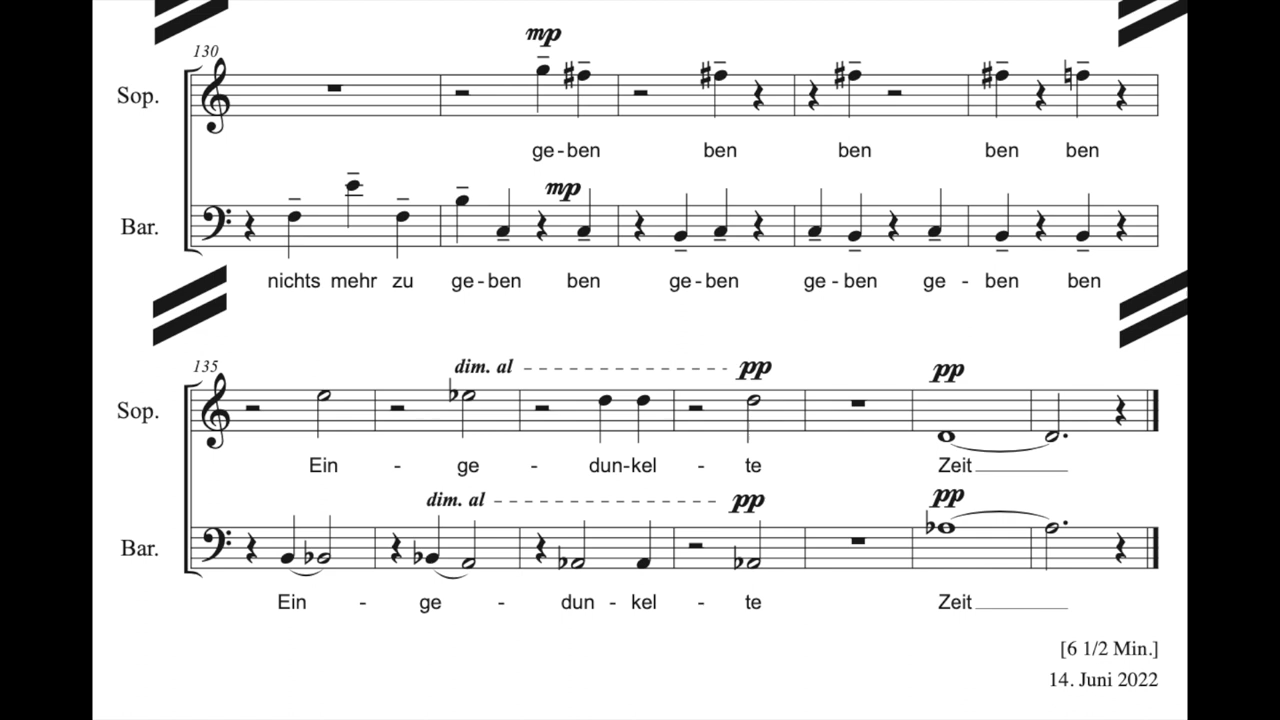 130
mp
Sop.
ge - ben ben ben ben ben
mp
Bar.
nichts mehr zu ge - ben ben ge - ben ge - ben ge - ben ben
135
dim. al pp pp
Sop.
Ein - ge - dun - kel - te Zeit
dim. al pp pp
Bar.
Ein - ge - dun - kel - te Zeit
[6 1/2 Min.]
14. Juni 2022